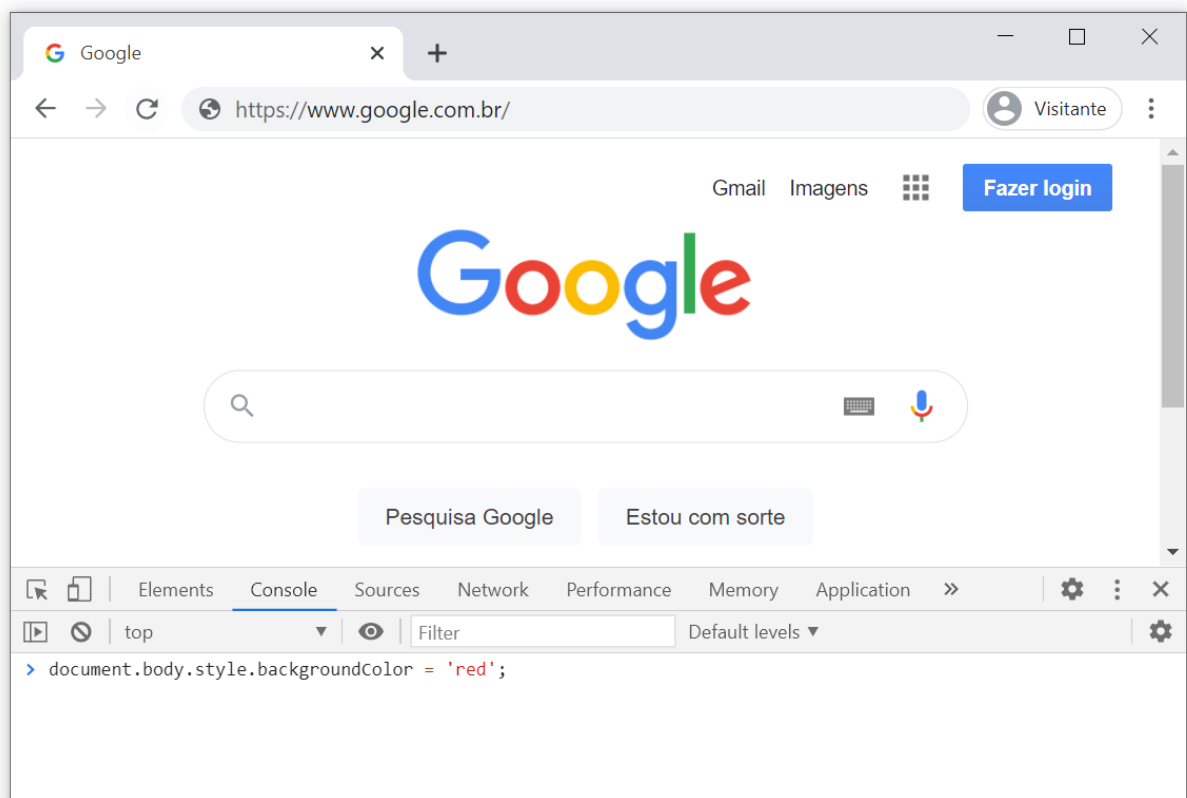 Google
https://www.google.com.br/
Visitante
Gmail Imagens Fazer login
Google
Pesquisa Google Estou com sorte
Elements Console Sources Network Performance Memory Application
top Filter Default levels
document.body.style.backgroundColor = 'red';